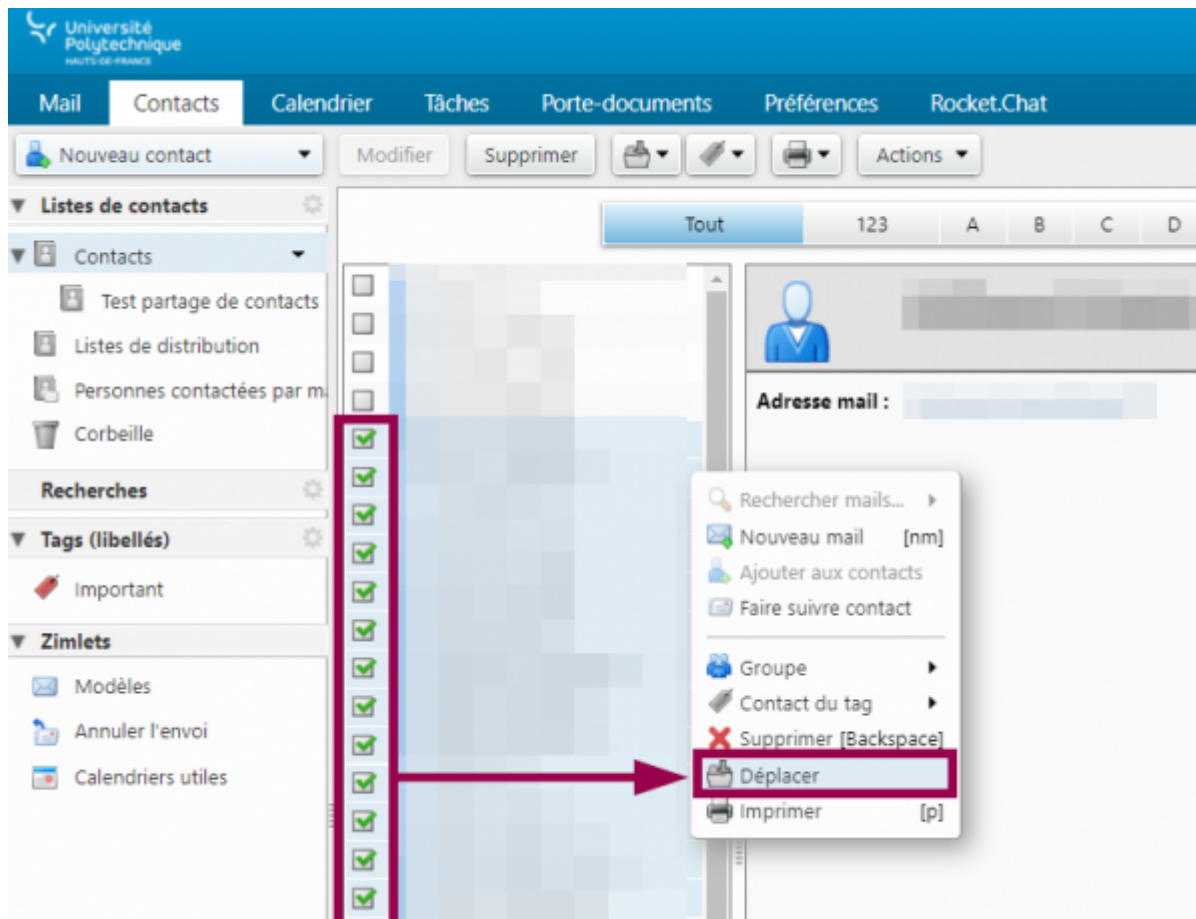 Université
Polytechnique
HAUTS-DE-FRANCE
Mail Contacts Calendrier Tâches Porte-documents Préférences Rocket.Chat
Nouveau contact Modifier Supprimer Actions
Listes de contacts
Tout 123 A B C D
Contacts
Test partage de contacts
Listes de distribution
Personnes contactées par
Adresse mail :
Corbeille
Recherches
Rechercher mails...
Nouveau mail [nm]
Tags (libellés)
Ajouter aux contacts
Important
Faire suivre contact
Zimlets
Groupe
Modèles
Contact du tag
Annuler l'envoi
Supprimer [Backspace]
Calendriers utiles
Déplacer
Imprimer [p]